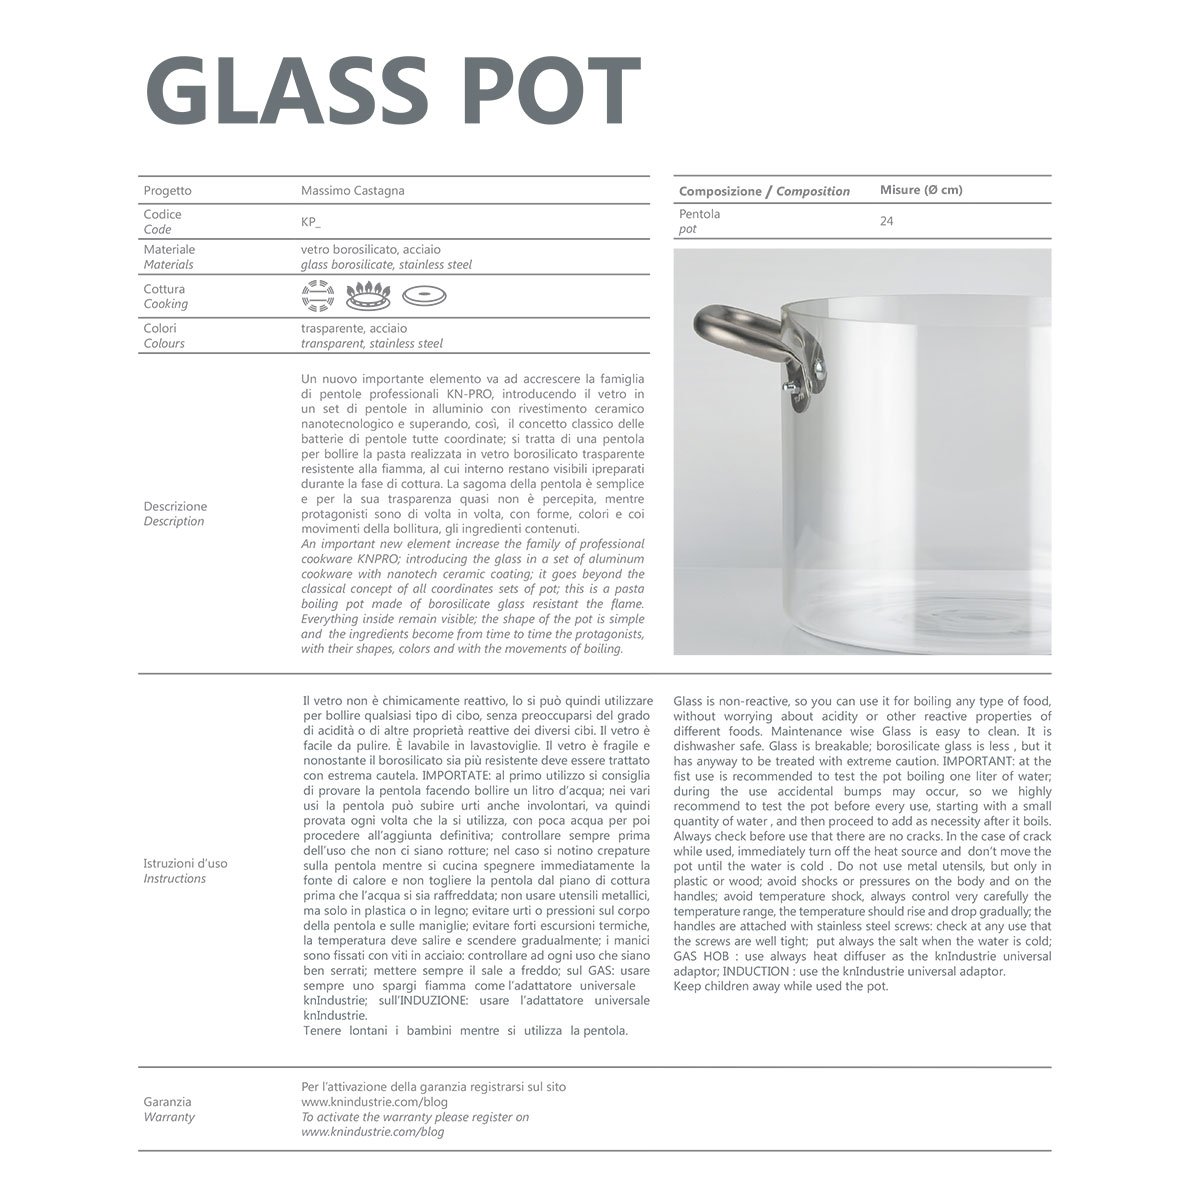 GLASS POT
Progetto Massimo Castagna
Codice
Code
KP_
Materiale
Materials
vetro borosilicato, acciaio
glass borosilicate, stainless steel
Cottura
Cooking
Colori
Colours
trasparente, acciaio
transparent, stainless steel
Composizione / Composition Misure (Ø cm)
Pentola
pot
24
Descrizione
Description
Un nuovo importante elemento va ad accrescere la famiglia
di pentole professionali KN-PRO, introducendo il vetro in
un set di pentole in alluminio con rivestimento ceramico
nanotecnologico e superando, così, il concetto classico delle
batterie di pentole tutte coordinate; si tratta di una pentola
per bollire la pasta realizzata in vetro borosilicato trasparente
resistente alla fiamma, al cui interno restano visibili ipreparati
durante la fase di cottura. La sagoma della pentola è semplice
e per la sua trasparenza quasi non è percepita, mentre
protagonisti sono di volta in volta, con forme, colori e coi
movimenti della bollitura, gli ingredienti contenuti.
An important new element increase the family of professional
cookware KNPRO; introducing the glass in a set of aluminum
cookware with nanotech ceramic coating; it goes beyond the
classical concept of all coordinates sets of pot; this is a pasta
boiling pot made of borosilicate glass resistant the flame.
Everything inside remain visible; the shape of the pot is simple
and the ingredients become from time to time the protagonists,
with their shapes, colors and with the movements of boiling.
Istruzioni d'uso
Instructions
Il vetro non è chimicamente reattivo, lo si può quindi utilizzare
per bollire qualsiasi tipo di cibo, senza preoccuparsi del grado
di acidità o di altre proprietà reattive dei diversi cibi. Il vetro è
facile da pulire. È lavabile in lavastoviglie. Il vetro è fragile e
nonostante il borosilicato sia più resistente deve essere trattato
con estrema cautela. IMPORTATE: al primo utilizzo si consiglia
di provare la pentola facendo bollire un litro d'acqua; nei vari
usi la pentola può subire urti anche involontari, va quindi
provata ogni volta che la si utilizza, con poca acqua per poi
procedere all'aggiunta definitiva; controllare sempre prima
dell'uso che non ci siano rotture; nel caso si notino crepature
sulla pentola mentre si cucina spegnere immediatamente la
fonte di calore e non togliere la pentola dal piano di cottura
prima che l'acqua si sia raffreddata; non usare utensili metallici,
ma solo in plastica o in legno; evitare urti o pressioni sul corpo
della pentola e sulle maniglie; evitare forti escursioni termiche,
la temperatura deve salire e scendere gradualmente; i manici
sono fissati con viti in acciaio: controllare ad ogni uso che siano
ben serrati; mettere sempre il sale a freddo; sul GAS: usare
sempre uno spargi fiamma come l'adattatore universale
knIndustrie; sull'INDUZIONE: usare l'adattatore universale
knIndustrie.
Tenere lontani i bambini mentre si utilizza la pentola.
Glass is non-reactive, so you can use it for boiling any type of food,
without worrying about acidity or other reactive properties of
different foods. Maintenance wise Glass is easy to clean. It is
dishwasher safe. Glass is breakable; borosilicate glass is less , but it
has anyway to be treated with extreme caution. IMPORTANT: at the
fist use is recommended to test the pot boiling one liter of water;
during the use accidental bumps may occur, so we highly
recommend to test the pot before every use, starting with a small
quantity of water , and then proceed to add as necessity after it boils.
Always check before use that there are no cracks. In the case of crack
while used, immediately turn off the heat source and don't move the
pot until the water is cold . Do not use metal utensils, but only in
plastic or wood; avoid shocks or pressures on the body and on the
handles; avoid temperature shock, always control very carefully the
temperature range, the temperature should rise and drop gradually; the
handles are attached with stainless steel screws: check at any use that
the screws are well tight; put always the salt when the water is cold;
GAS HOB : use always heat diffuser as the knIndustrie universal
adaptor; INDUCTION : use the knIndustrie universal adaptor.
Keep children away while used the pot.
Garanzia
Warranty
Per l'attivazione della garanzia registrarsi sul sito
www.knindustrie.com/blog
To activate the warranty please register on
www.knindustrie.com/blog